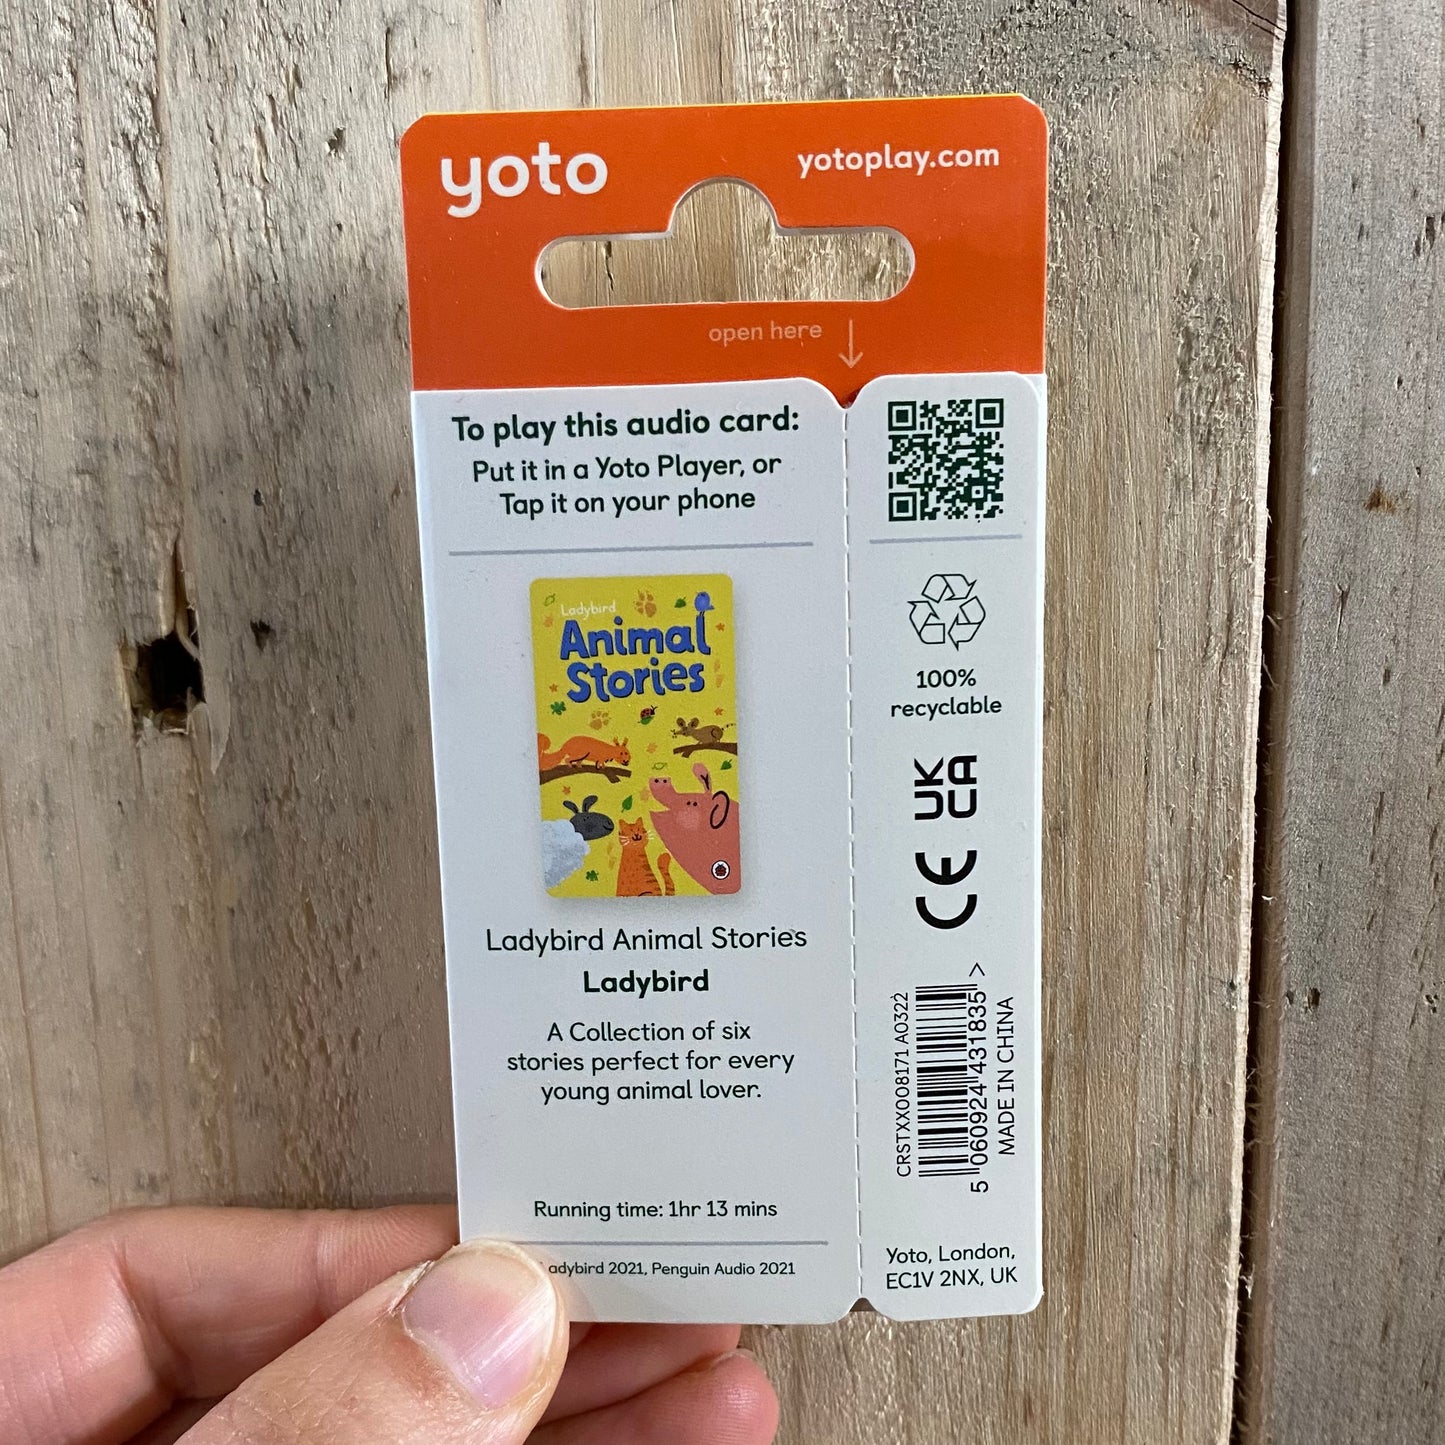 yoto
yotoplay.com
open here
To play this audio card:
Put it in a Yoto Player, or
Tap it on your phone
Ladybird
Animal
Stories
Ladybird Animal Stories
Ladybird
A Collection of six
stories perfect for every
young animal lover.
Running time: 1hr 13 mins
adybird 2021, Penguin Audio 2021
100%
recyclable
UK
CA
CE
CRSTXX008171 A0322
5 060924 431835 >
MADE IN CHINA
Yoto, London,
EC1V 2NX, UK